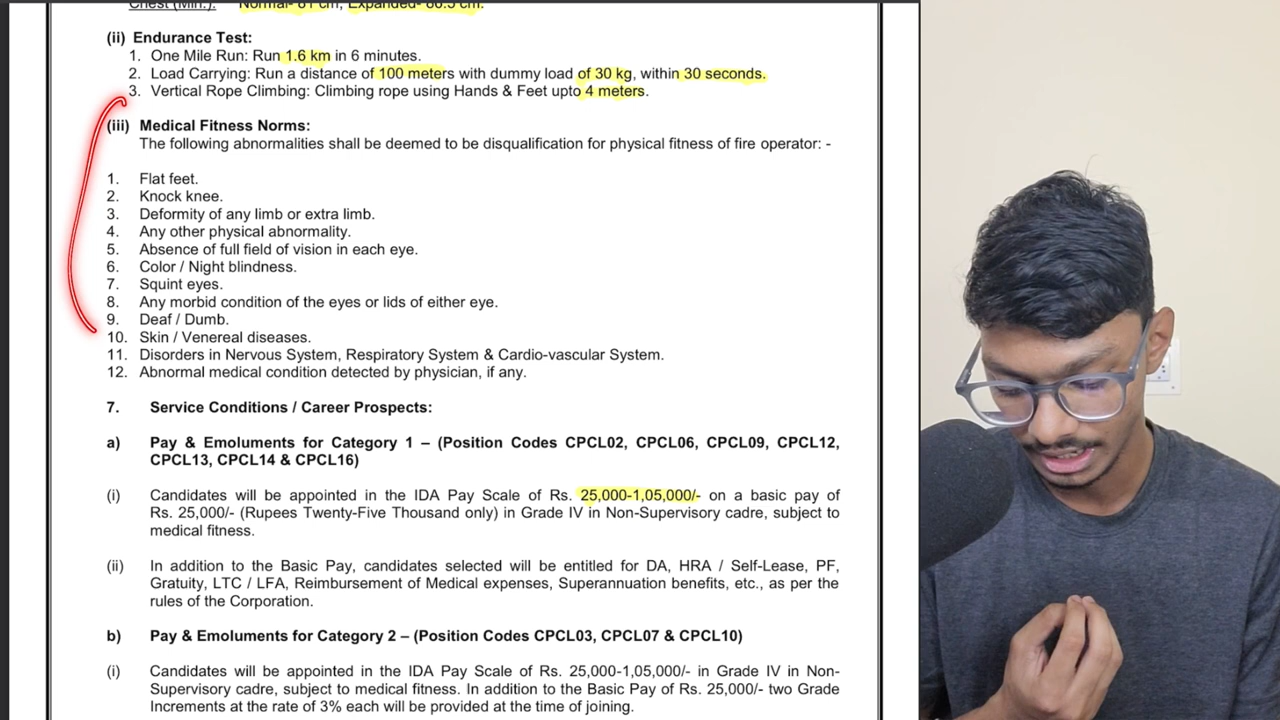 Chest (Min.): Normal- 81 cm, Expanded- 86.5 cm.
(ii) Endurance Test:
1. One Mile Run: Run 1.6 km in 6 minutes.
2. Load Carrying: Run a distance of 100 meters with dummy load of 30 kg, within 30 seconds.
3. Vertical Rope Climbing: Climbing rope using Hands & Feet upto 4 meters.
(iii) Medical Fitness Norms:
The following abnormalities shall be deemed to be disqualification for physical fitness of fire operator: -
1. Flat feet.
2. Knock knee.
3. Deformity of any limb or extra limb.
4. Any other physical abnormality.
5. Absence of full field of vision in each eye.
6. Color / Night blindness.
7. Squint eyes.
8. Any morbid condition of the eyes or lids of either eye.
9. Deaf / Dumb.
10. Skin / Venereal diseases.
11. Disorders in Nervous System, Respiratory System & Cardio-vascular System.
12. Abnormal medical condition detected by physician, if any.
7. Service Conditions / Career Prospects:
a) Pay & Emoluments for Category 1 – (Position Codes CPCL02, CPCL06, CPCL09, CPCL12,
CPCL13, CPCL14 & CPCL16)
(i) Candidates will be appointed in the IDA Pay Scale of Rs. 25,000-1,05,000/- on a basic pay of
Rs. 25,000/- (Rupees Twenty-Five Thousand only) in Grade IV in Non-Supervisory cadre, subject to
medical fitness.
(ii) In addition to the Basic Pay, candidates selected will be entitled for DA, HRA / Self-Lease, PF,
Gratuity, LTC / LFA, Reimbursement of Medical expenses, Superannuation benefits, etc., as per the
rules of the Corporation.
b) Pay & Emoluments for Category 2 – (Position Codes CPCL03, CPCL07 & CPCL10)
(i) Candidates will be appointed in the IDA Pay Scale of Rs. 25,000-1,05,000/- in Grade IV in Non-
Supervisory cadre, subject to medical fitness. In addition to the Basic Pay of Rs. 25,000/- two Grade
Increments at the rate of 3% each will be provided at the time of joining.